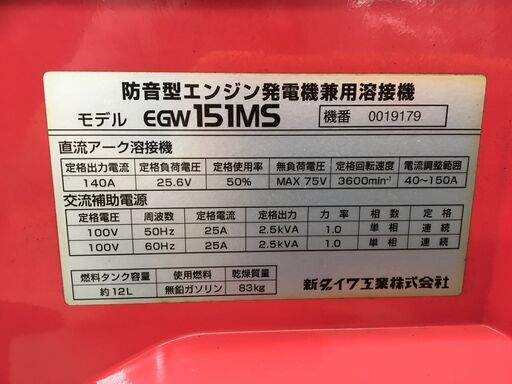 防音型エンジン発電機兼用溶接機
モデル EGW151MS 機番 0019179
直流アーク溶接機
定格出力電流 定格負荷電圧 定格使用率 無負荷電圧 定格回転速度 電流調整範囲
140A 25.6V 50% MAX 75V 3600min⁻¹ 40～150A
交流補助電源
定格電圧 周波数 定格電流 定格出力 力率 相数 定格
100V 50Hz 25A 2.5kVA 1.0 単相 連続
100V 60Hz 25A 2.5kVA 1.0 単相 連続
燃料タンク容量 使用燃料 乾燥質量
約12L 無鉛ガソリン 83kg
新ダイワ工業株式会社